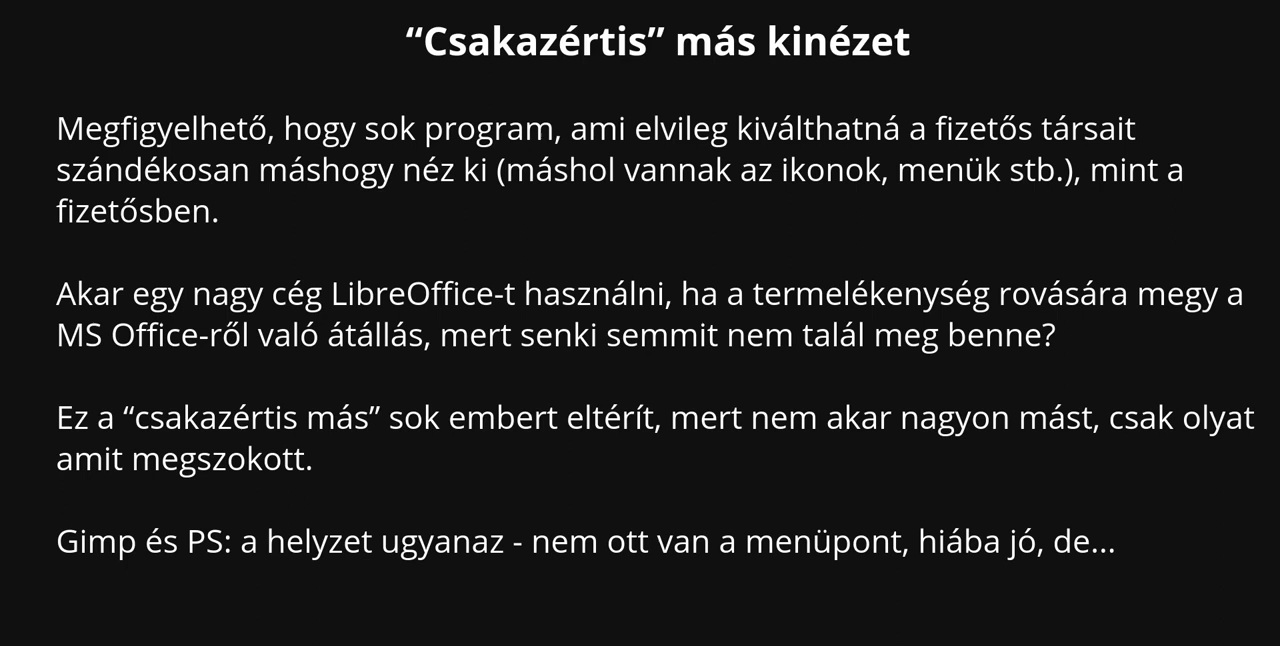 “Csakazértis” más kinézet
Megfigyelhető, hogy sok program, ami elvileg kiválthatná a fizetős társait
szándékosan máshogy néz ki (máshol vannak az ikonok, menük stb.), mint a
fizetősben.
Akar egy nagy cég LibreOffice-t használni, ha a termelékenység rovására megy a
MS Office-ről való átállás, mert senki semmit nem talál meg benne?
Ez a “csakazértis más” sok embert eltérít, mert nem akar nagyon mást, csak olyat
amit megszokott.
Gimp és PS: a helyzet ugyanaz - nem ott van a menüpont, hiába jó, de...